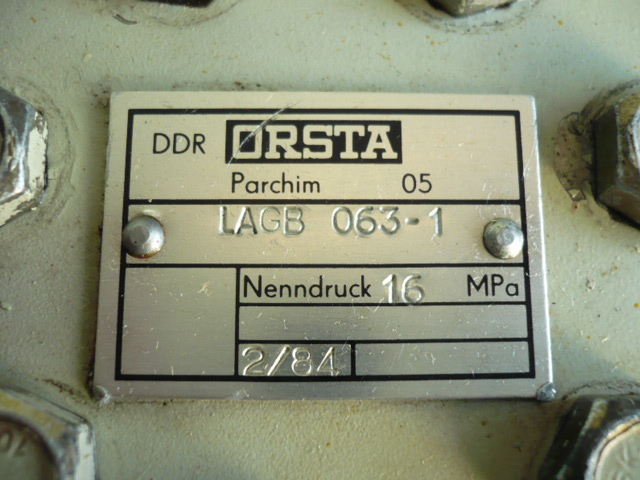 DDR ORSTA
Parchim 05
LAGB 063-1
Nenndruck 16 MPa
2/84